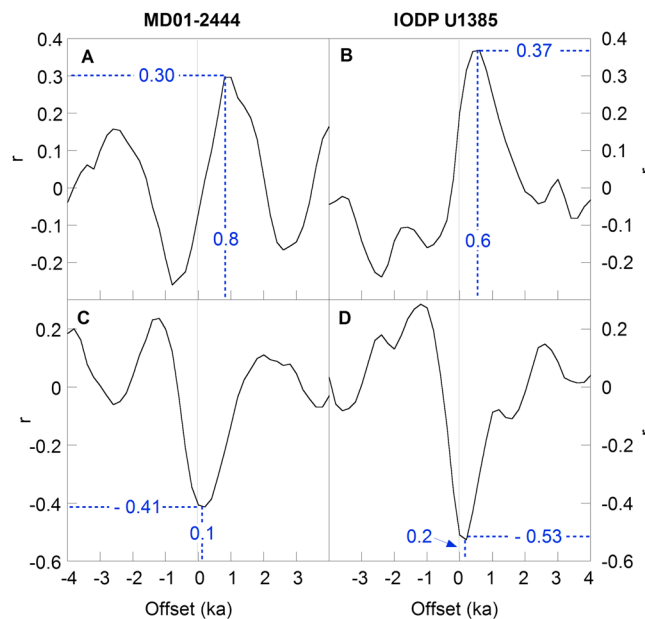 MD01-2444 IODP U1385
0.4 A B 0.4
0.3 0.30 0.37 0.3
0.2 0.2
0.1 0.1
r 0 0
-0.1 -0.1
0.8 0.6
-0.2 -0.2
C D
0.2 0.2
0 0
r
-0.2 -0.2
-0.4 -0.4
- 0.41 0.1 0.2 - 0.53
-0.6 -0.6
-4 -3 -2 -1 0 1 2 3 -4 -3 -2 -1 0 1 2 3 4
Offset (ka) Offset (ka)